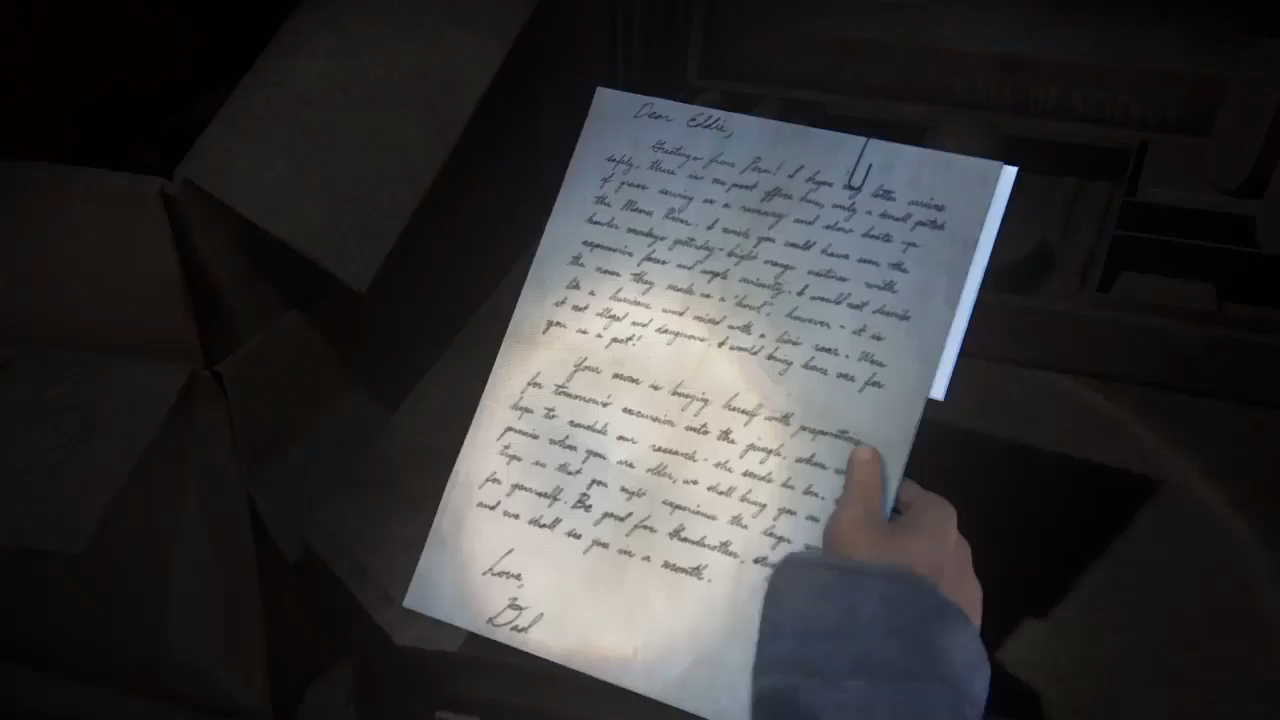 Dear Eddie,
Greetings from Peru! I hope my letter arrives
safely, there is no post office here, only a small patch
of grass serving as a runway and slow boats up
the Manu River. I wish you could have seen the
howler monkeys yesterday - bright orange creatures with
expressive faces and ample curiosity. I would not describe
the noise they make as a "howl", however - it is
like a hurricane wind mixed with a lion's roar. Were
it not illegal and dangerous, I would bring home one for
you as a pet!
Your mom is busying herself with preparations
for tomorrow's excursion into the jungle, where we
hope to conclude our research - she sends her love. I
promise when you are older, we shall bring you on
trips so that you might experience the larger
for yourself. Be good for Grandmother,
and we shall see you in a month.
Love,
Dad